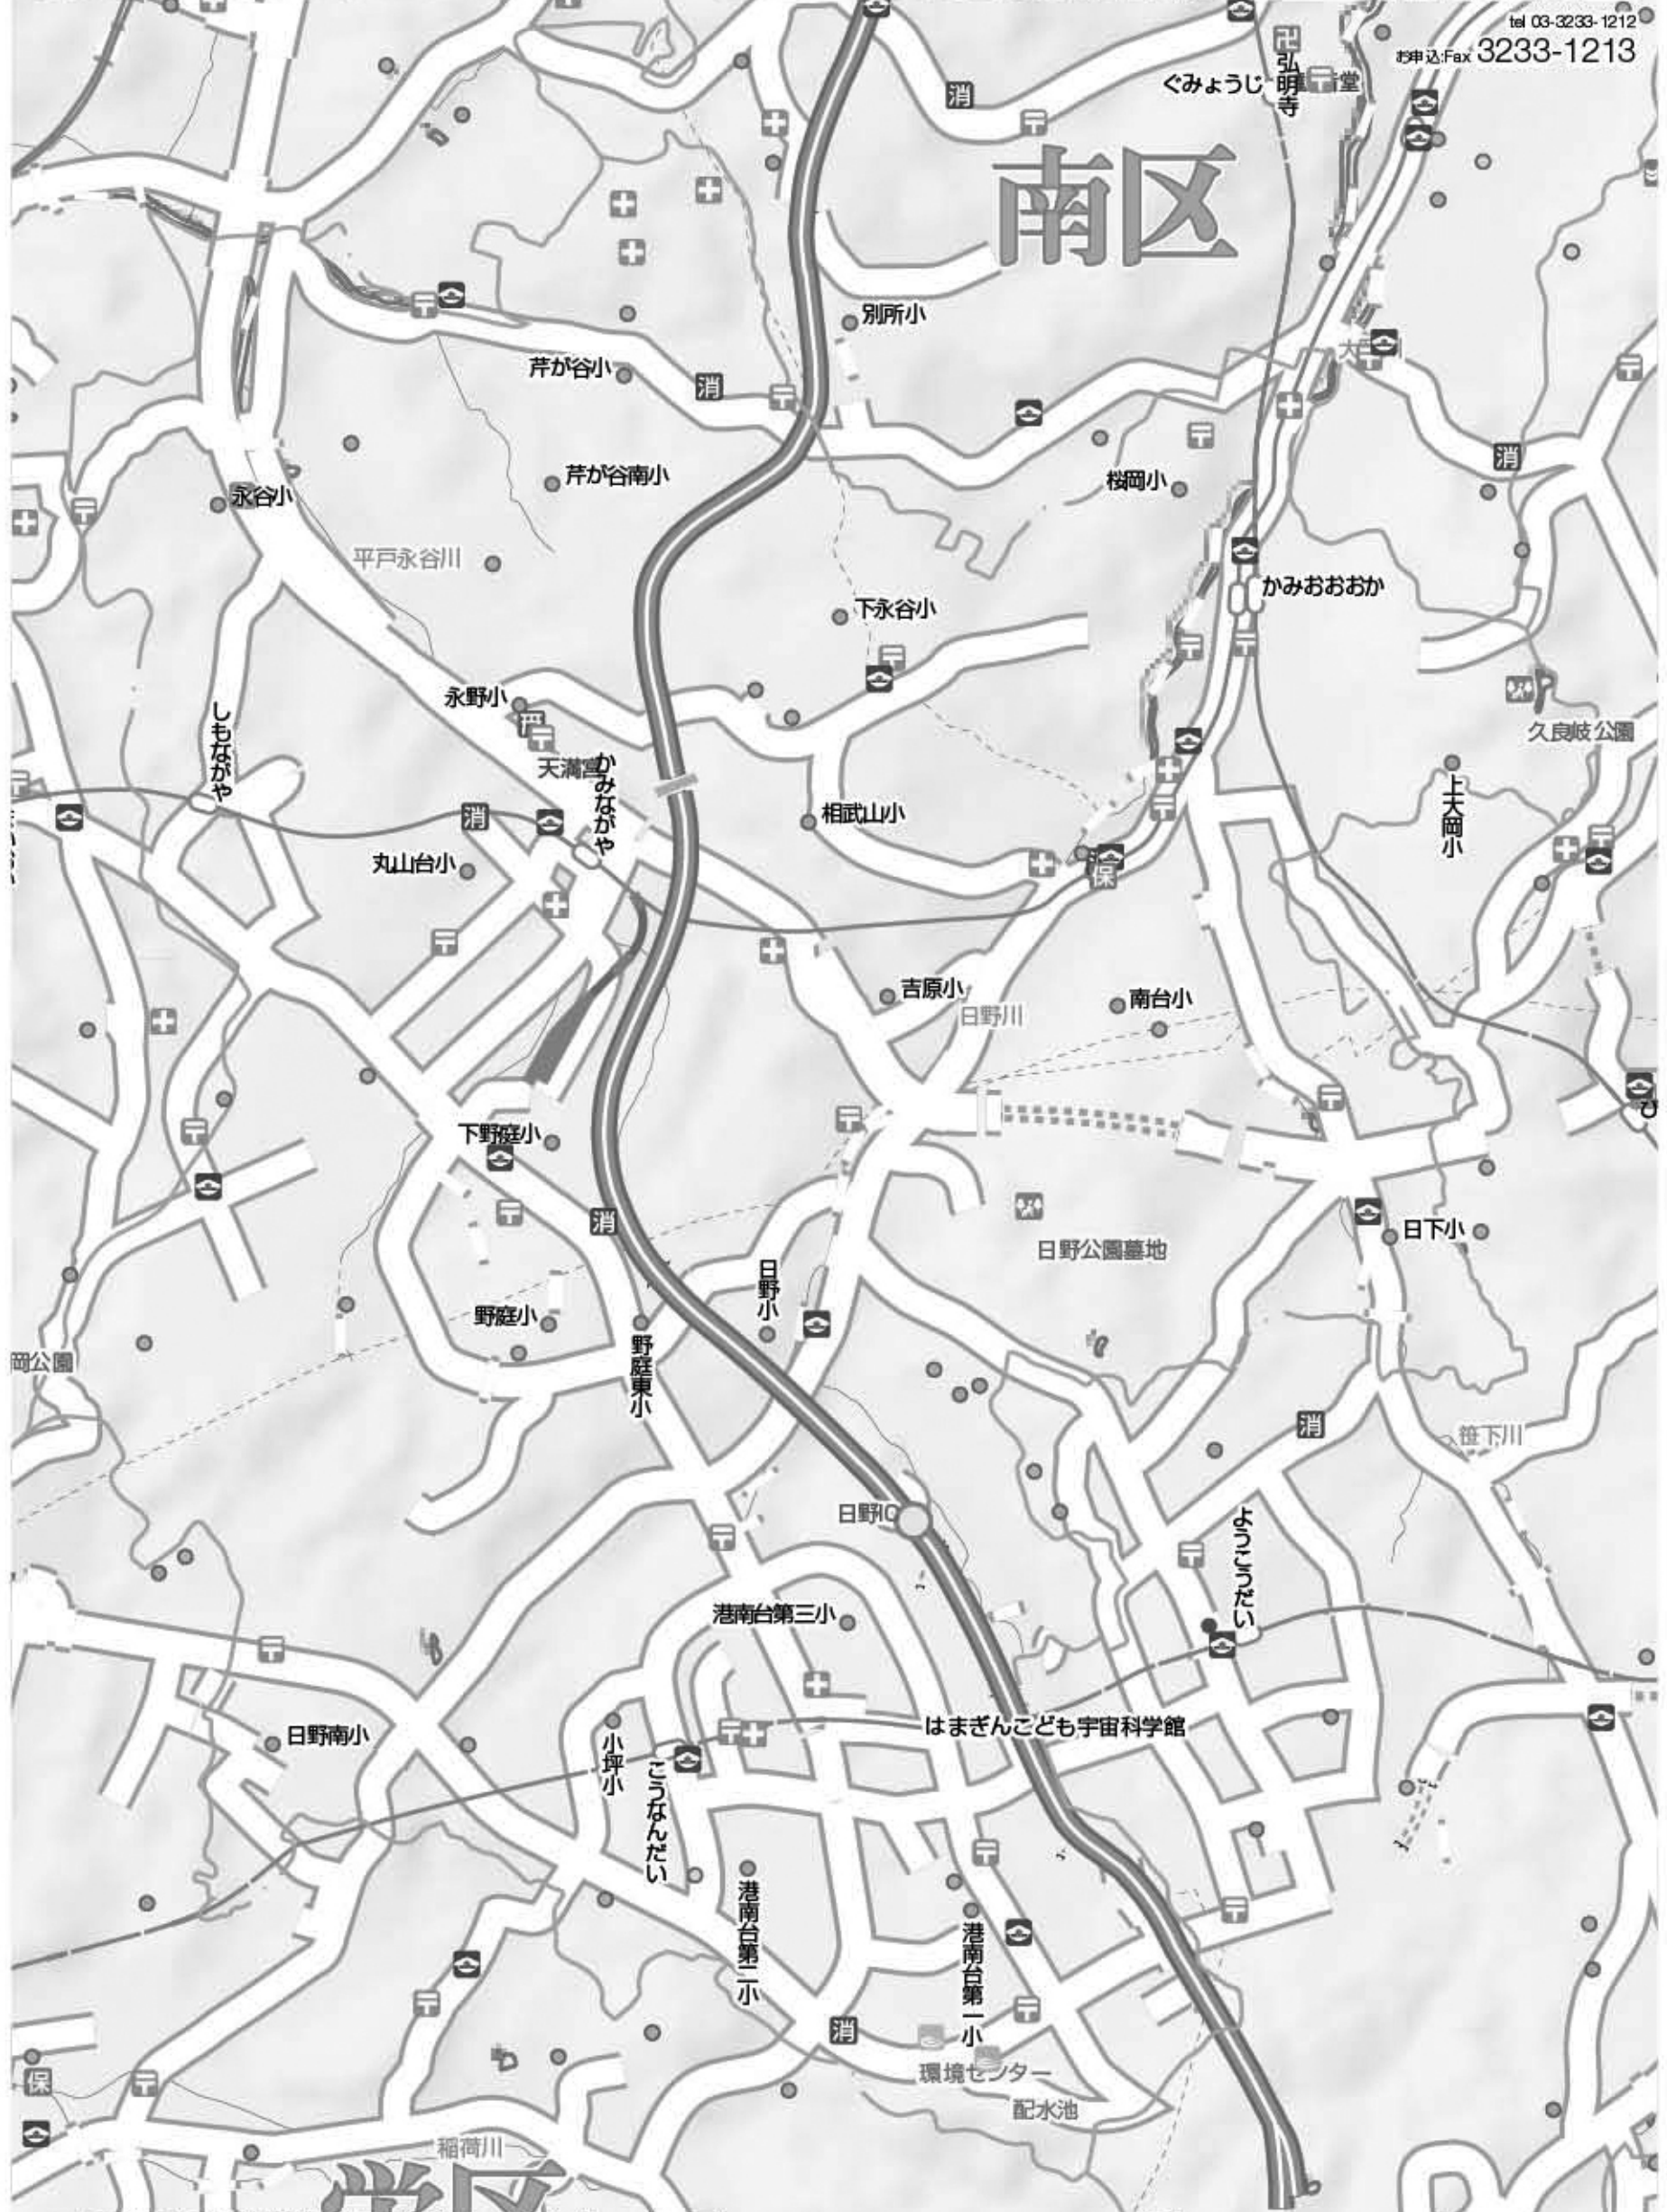 tel 03-3233-1212
お申込:Fax 3233-1213
ぐみょうじ
弘明寺
南区
別所小
芹が谷小
芹が谷南小
桜岡小
永谷小
平戸永谷川
かみおおおか
下永谷小
永野小
しもながや
天満宮
かみながや
久良岐公園
上大岡小
相武山小
丸山台小
吉原小
日野川
南台小
下野庭小
日野公園墓地
日下小
日野小
野庭小
野庭東小
岡公園
笹下川
日野IC
ようこうだい
港南台第三小
はまぎんこども宇宙科学館
日野南小
小坪小
こうなんだい
港南台第二小
港南台第一小
環境センター
配水池
稲荷川